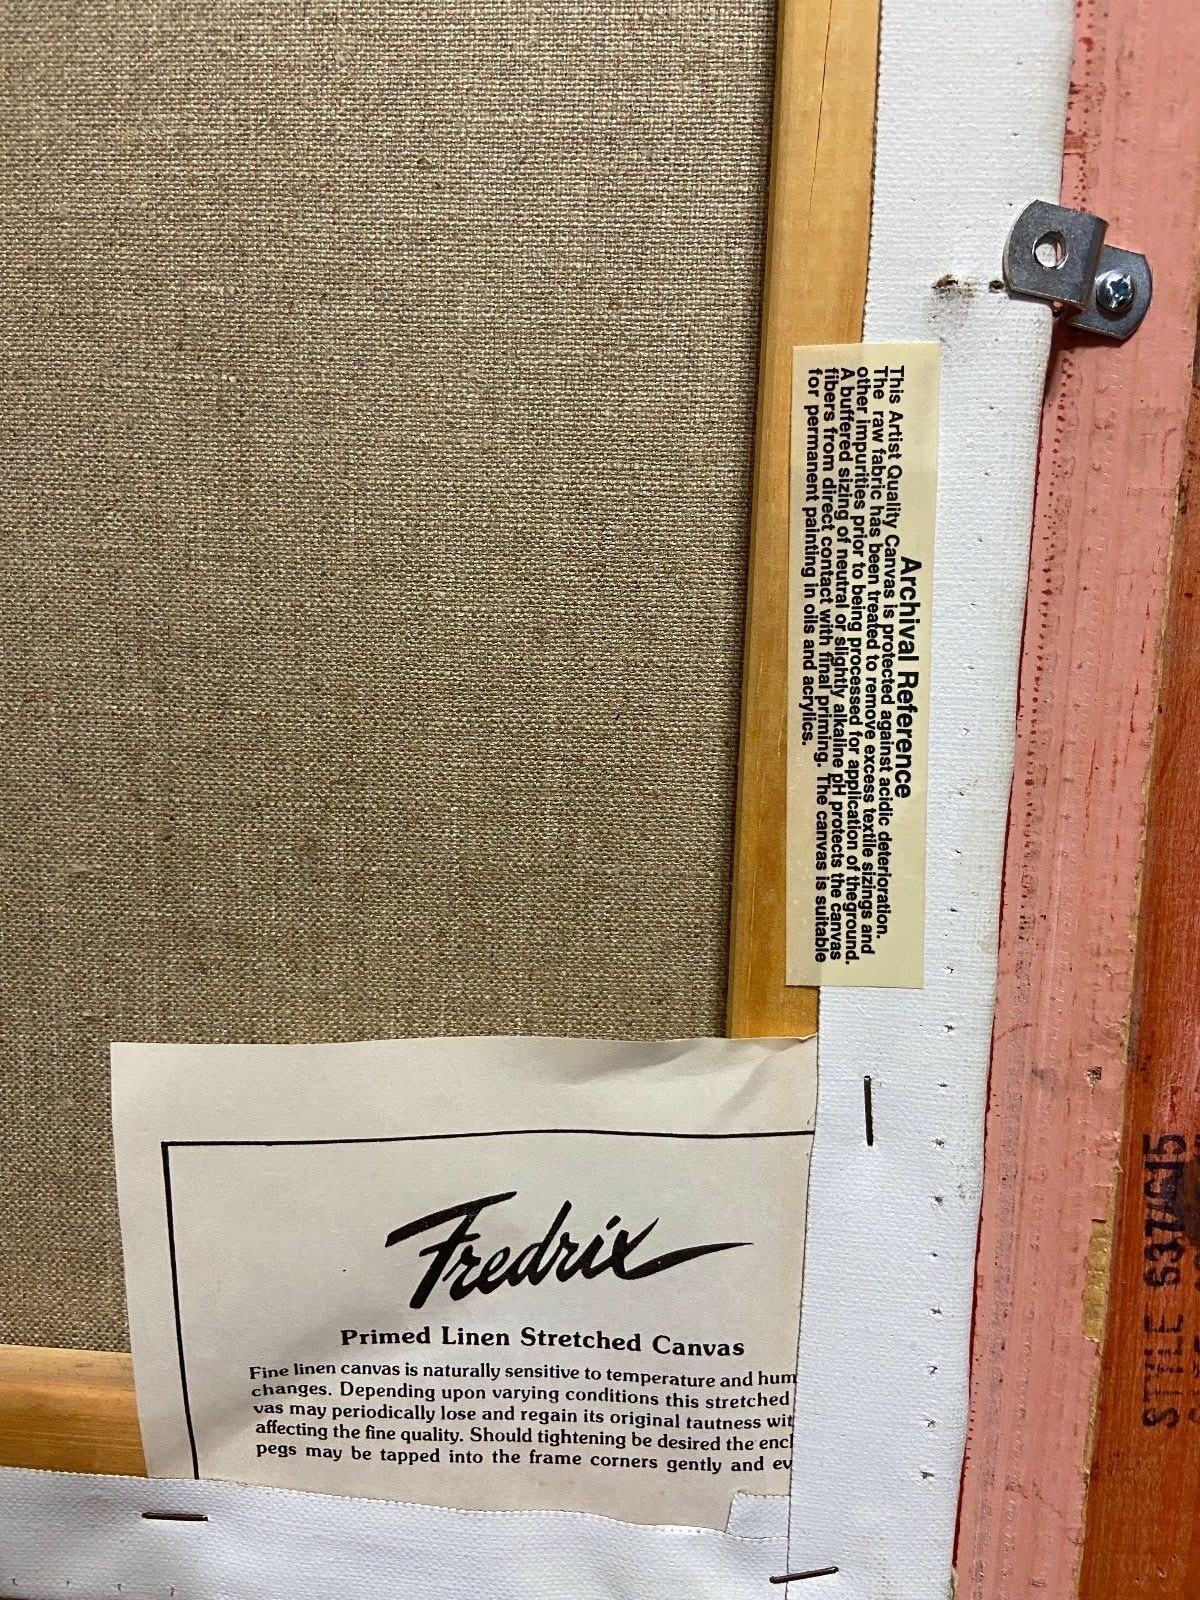 Archival Reference
This Artist Quality Canvas is protected against acidic deterioration.
The raw fabric has been treated to remove excess textile sizings and
other impurities prior to being processed for application of theground.
A buffered sizing of neutral or slightly alkaline pH protects the canvas
fibers from direct contact with final priming. The canvas is suitable
for permanent painting in oils and acrylics.
Fredrix
Primed Linen Stretched Canvas
Fine linen canvas is naturally sensitive to temperature and hum
changes. Depending upon varying conditions this stretched
vas may periodically lose and regain its original tautness wit
affecting the fine quality. Should tightening be desired the encl
pegs may be tapped into the frame corners gently and ev
STYLE